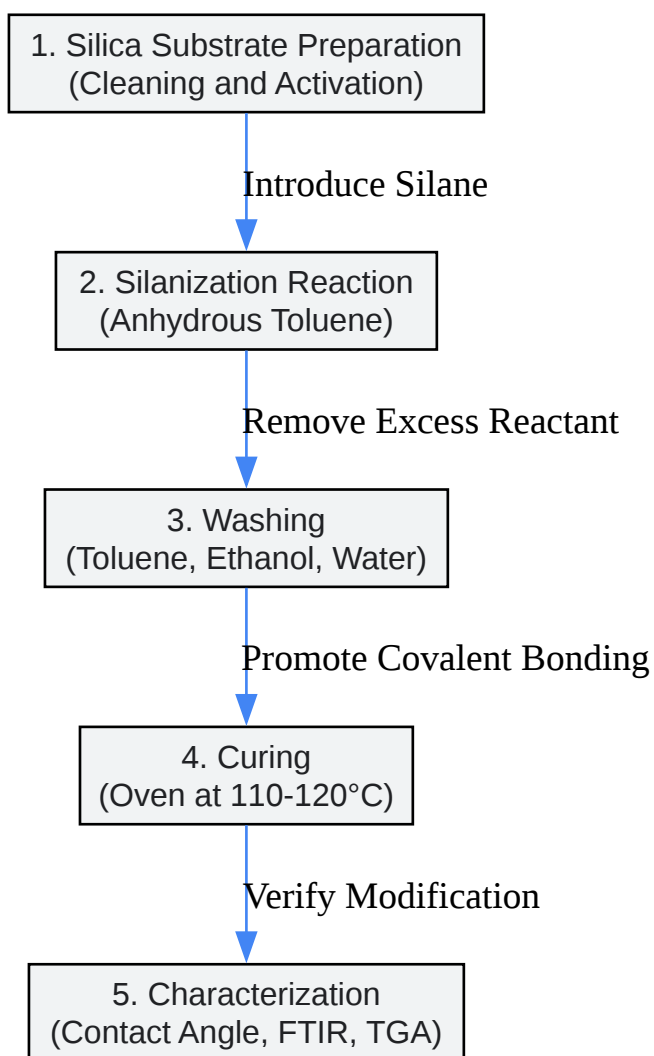 1. Silica Substrate Preparation
(Cleaning and Activation)
Introduce Silane
2. Silanization Reaction
(Anhydrous Toluene)
Remove Excess Reactant
3. Washing
(Toluene, Ethanol, Water)
Promote Covalent Bonding
4. Curing
(Oven at 110-120°C)
Verify Modification
5. Characterization
(Contact Angle, FTIR, TGA)